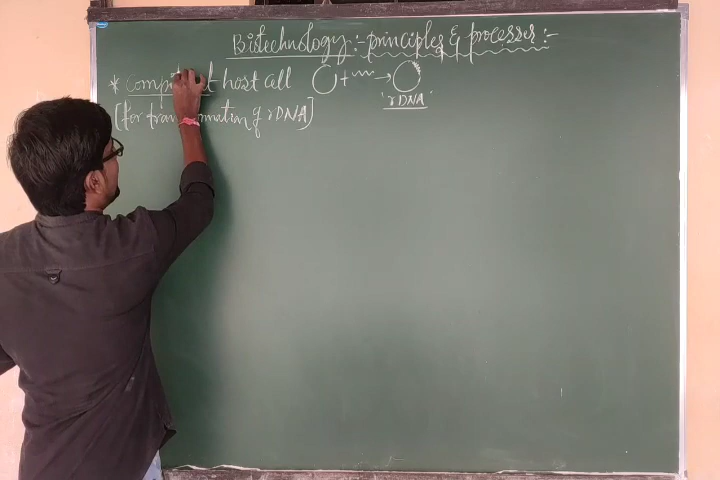 Biotechnology :- principles & processes :-
* Competent host cell
+ → 'rDNA'
[for transformation of rDNA]